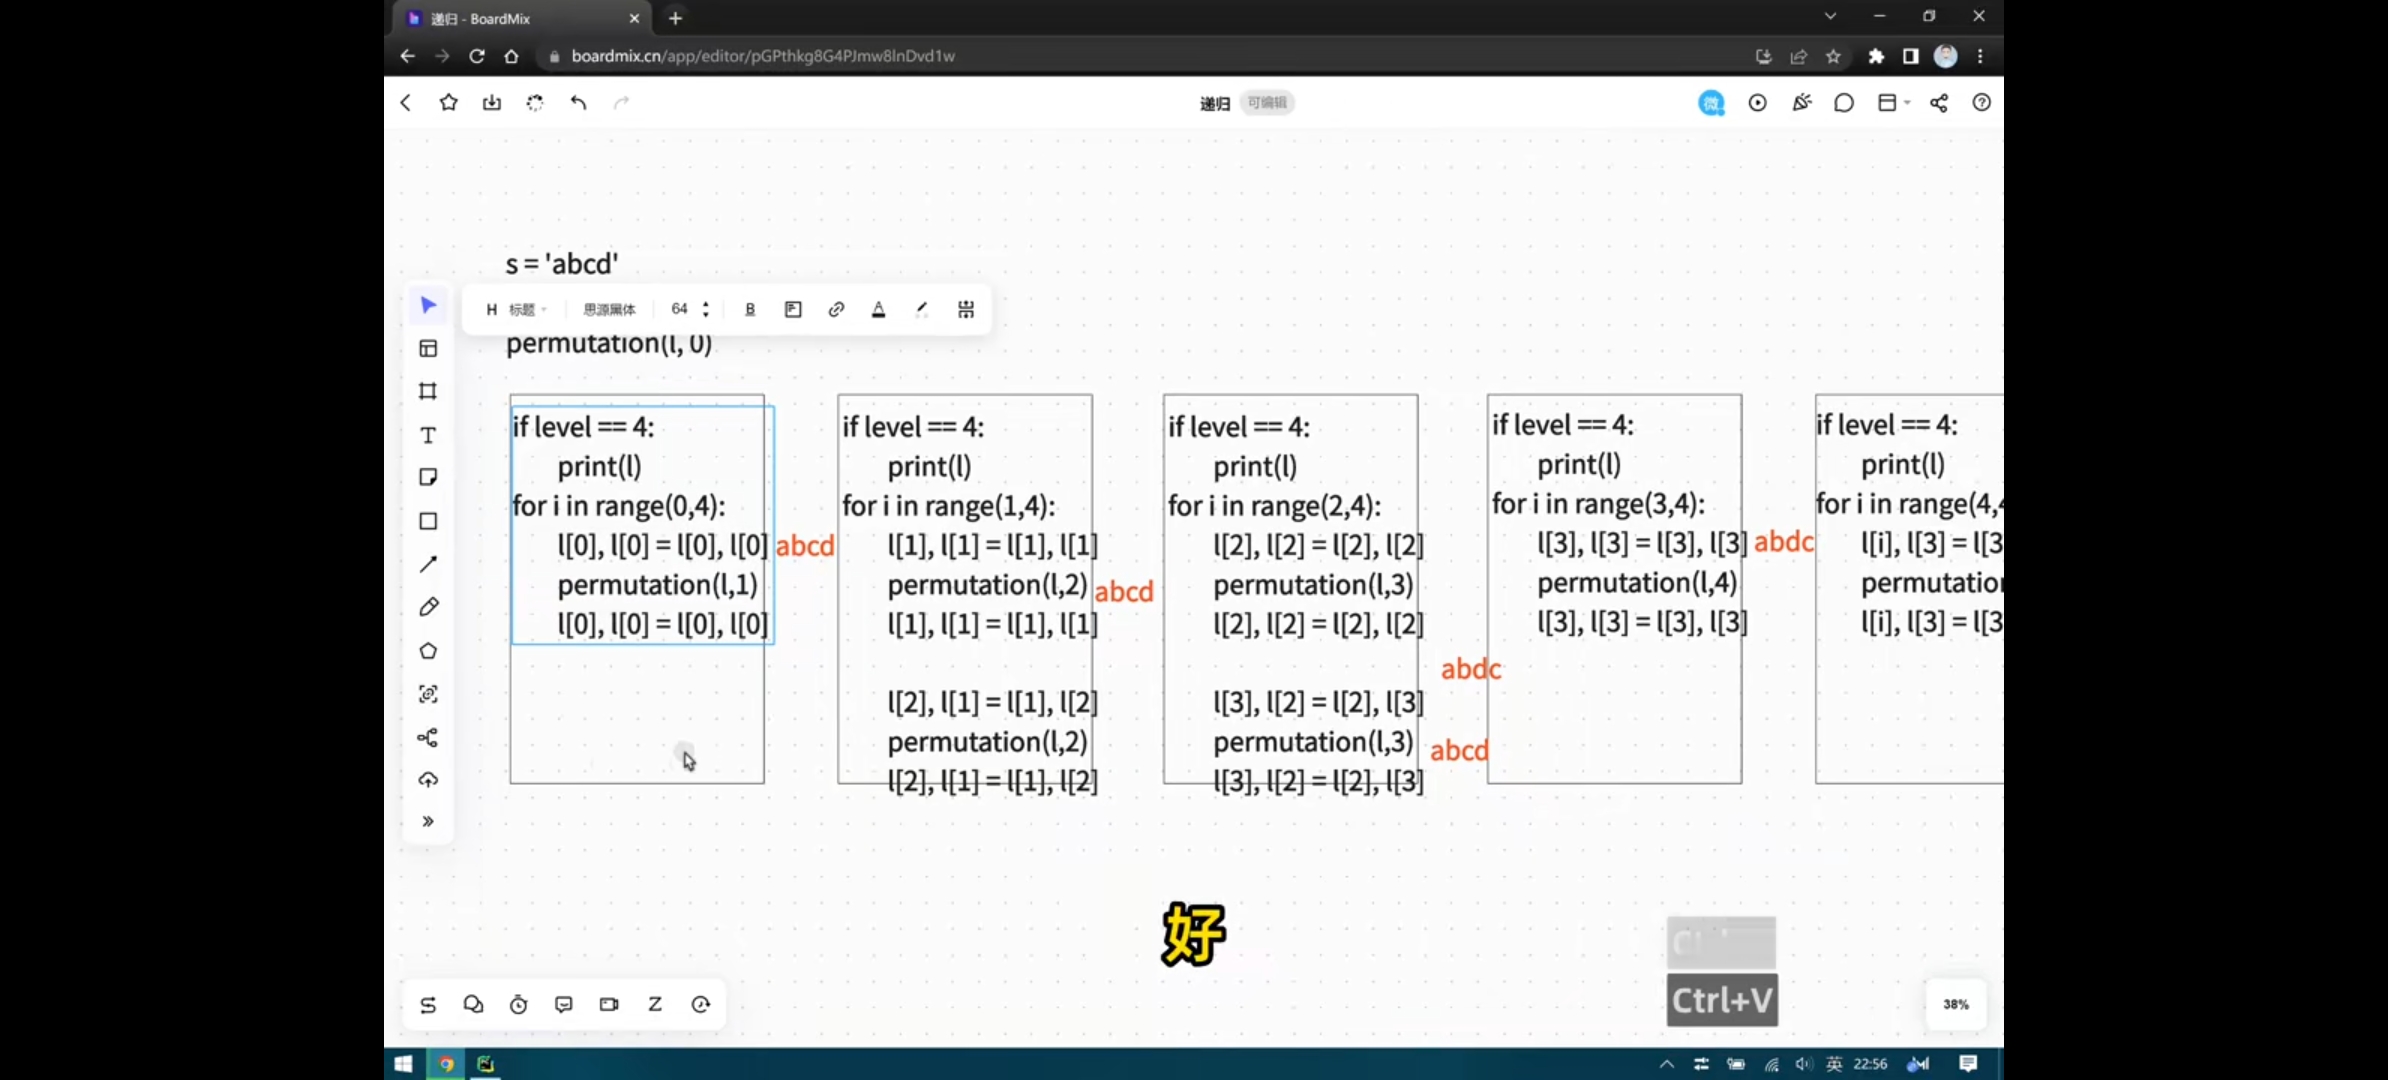 递归 - BoardMix
boardmix.cn/app/editor/pGPthkg8G4PJmw8InDvd1w
递归 可编辑
微
s = 'abcd'
H 标题 思源黑体 64 B A
permutation(l, 0)
if level == 4:
print(l)
for i in range(0,4):
l[0], l[0] = l[0], l[0]
permutation(l,1)
l[0], l[0] = l[0], l[0]
abcd
if level == 4:
print(l)
for i in range(1,4):
l[1], l[1] = l[1], l[1]
permutation(l,2)
l[1], l[1] = l[1], l[1]
l[2], l[1] = l[1], l[2]
permutation(l,2)
l[2], l[1] = l[1], l[2]
abcd
if level == 4:
print(l)
for i in range(2,4):
l[2], l[2] = l[2], l[2]
permutation(l,3)
l[2], l[2] = l[2], l[2]
l[3], l[2] = l[2], l[3]
permutation(l,3)
l[3], l[2] = l[2], l[3]
abdc
abcd
if level == 4:
print(l)
for i in range(3,4):
l[3], l[3] = l[3], l[3]
permutation(l,4)
l[3], l[3] = l[3], l[3]
abdc
if level == 4:
print(l)
for i in range(4,4
l[i], l[3] = l[3
permutatio
l[i], l[3] = l[3
好
Ctrl+V
38%
英 22:56